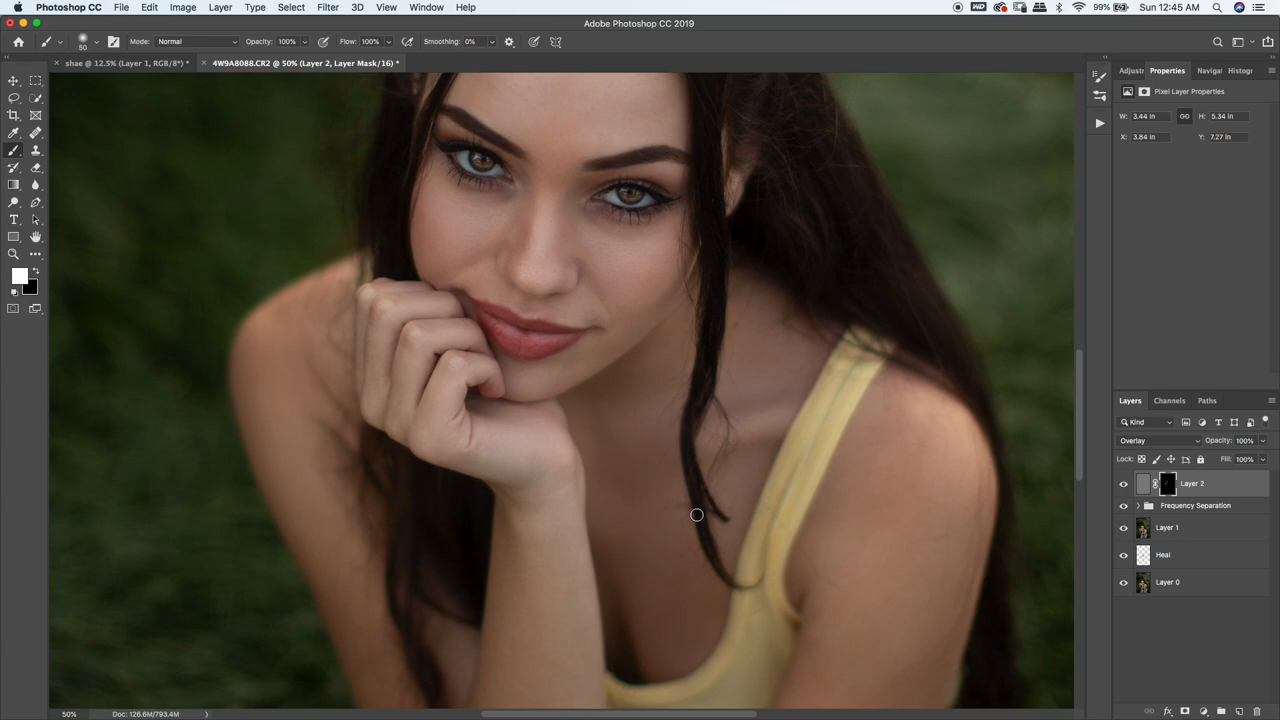 Photoshop CC File Edit Image Layer Type Select Filter 3D View Window Help 99% Sun 12:45 AM
Adobe Photoshop CC 2019
50 Mode: Normal Opacity: 100% Flow: 100% Smoothing: 0%
shae @ 12.5% (Layer 1, RGB/8*) * 4W9A8088.CR2 @ 50% (Layer 2, Layer Mask/16) *
Adjustr Properties Naviga Histogr
Pixel Layer Properties
W: 3.44 in H: 5.34 in
X: 3.84 in Y: 7.27 in
Layers Channels Paths
Kind
Overlay Opacity: 100%
Lock: Fill: 100%
Layer 2
Frequency Separation
Layer 1
Heal
Layer 0
50% Doc: 126.6M/793.4M